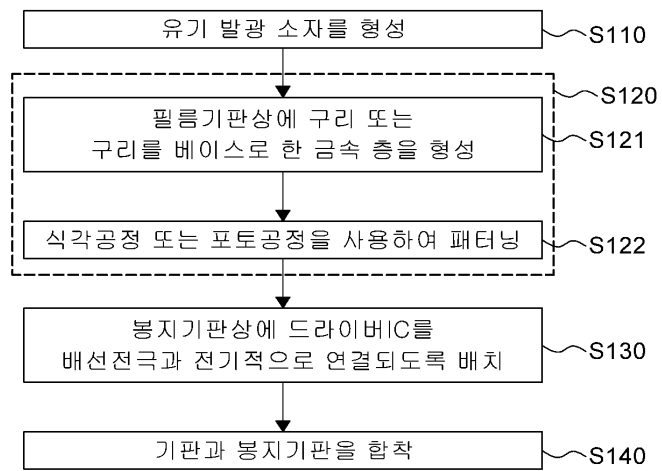 유기 발광 소자를 형성
S110
S120
필름기판상에 구리 또는
구리를 베이스로 한 금속 층을 형성
S121
식각공정 또는 포토공정을 사용하여 패터닝
S122
봉지기판상에 드라이버IC를
배선전극과 전기적으로 연결되도록 배치
S130
기판과 봉지기판을 합착
S140